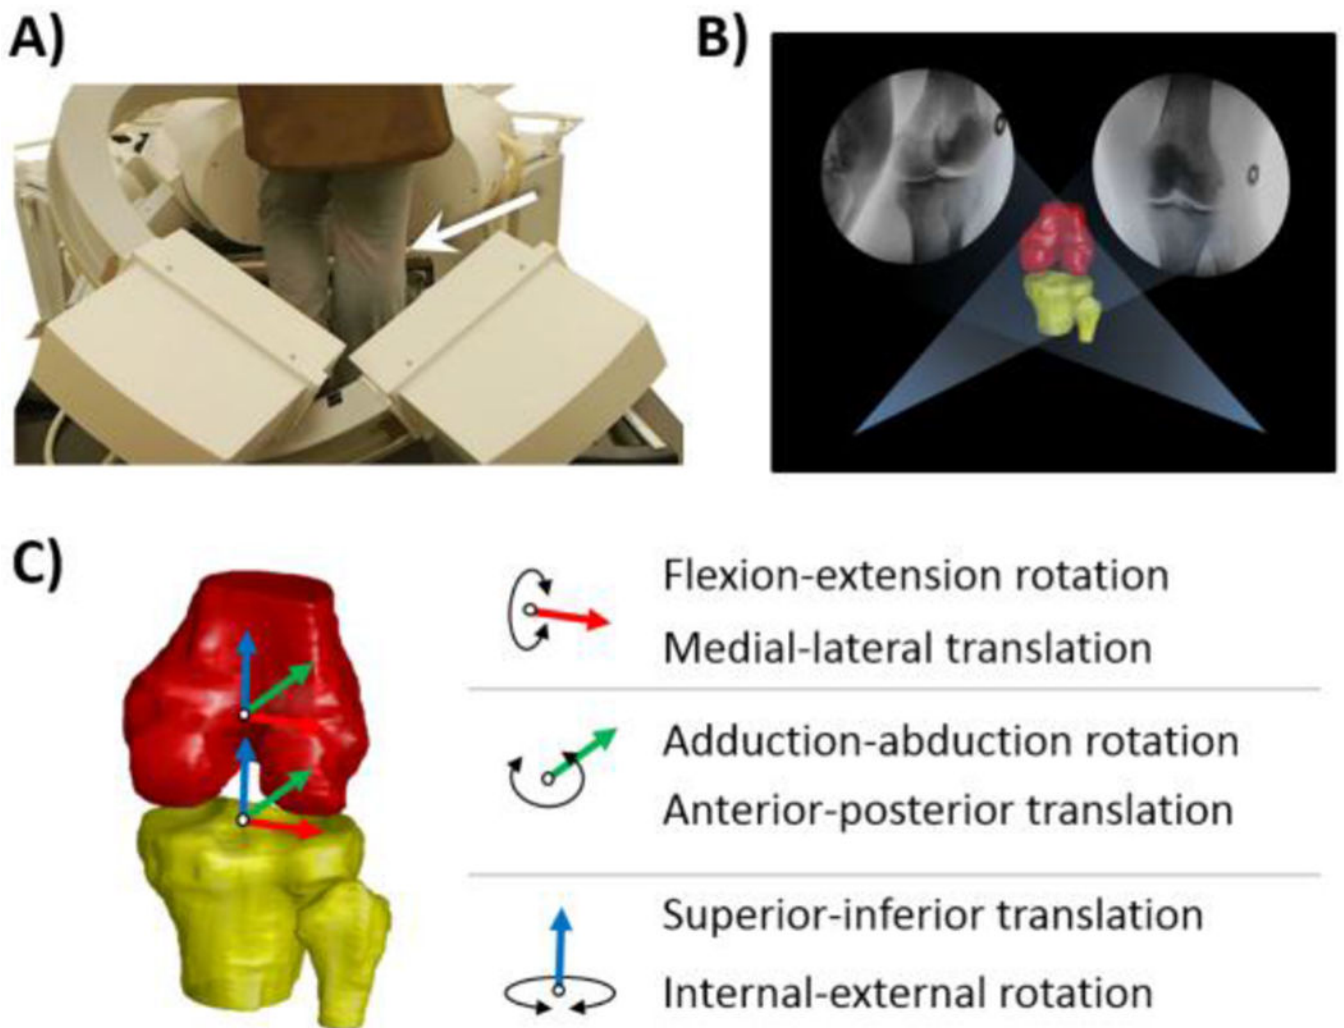 A)
B)
C)
Flexion-extension rotation
Medial-lateral translation
Adduction-abduction rotation
Anterior-posterior translation
Superior-inferior translation
Internal-external rotation